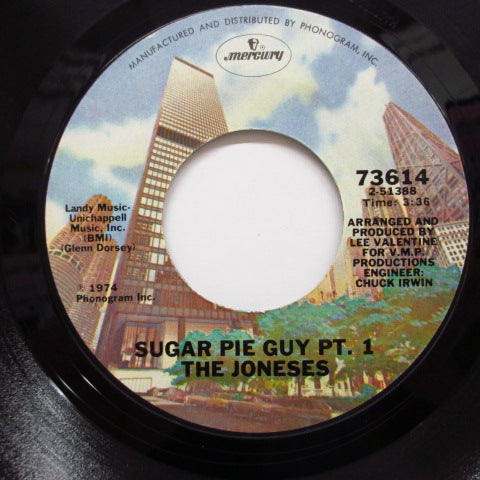 MANUFACTURED AND DISTRIBUTED BY PHONOGRAM, INC.
mercury
73614
2-51388
Time: 3:36
Landy Music-
Unichappell
Music, Inc.
(BMI)
(Glenn Dorsey)
ARRANGED AND
PRODUCED BY
LEE VALENTINE
FOR V.M.P.
PRODUCTIONS
ENGINEER:
CHUCK IRWIN
℗ 1974
Phonogram Inc.
SUGAR PIE GUY PT. 1
THE JONESES